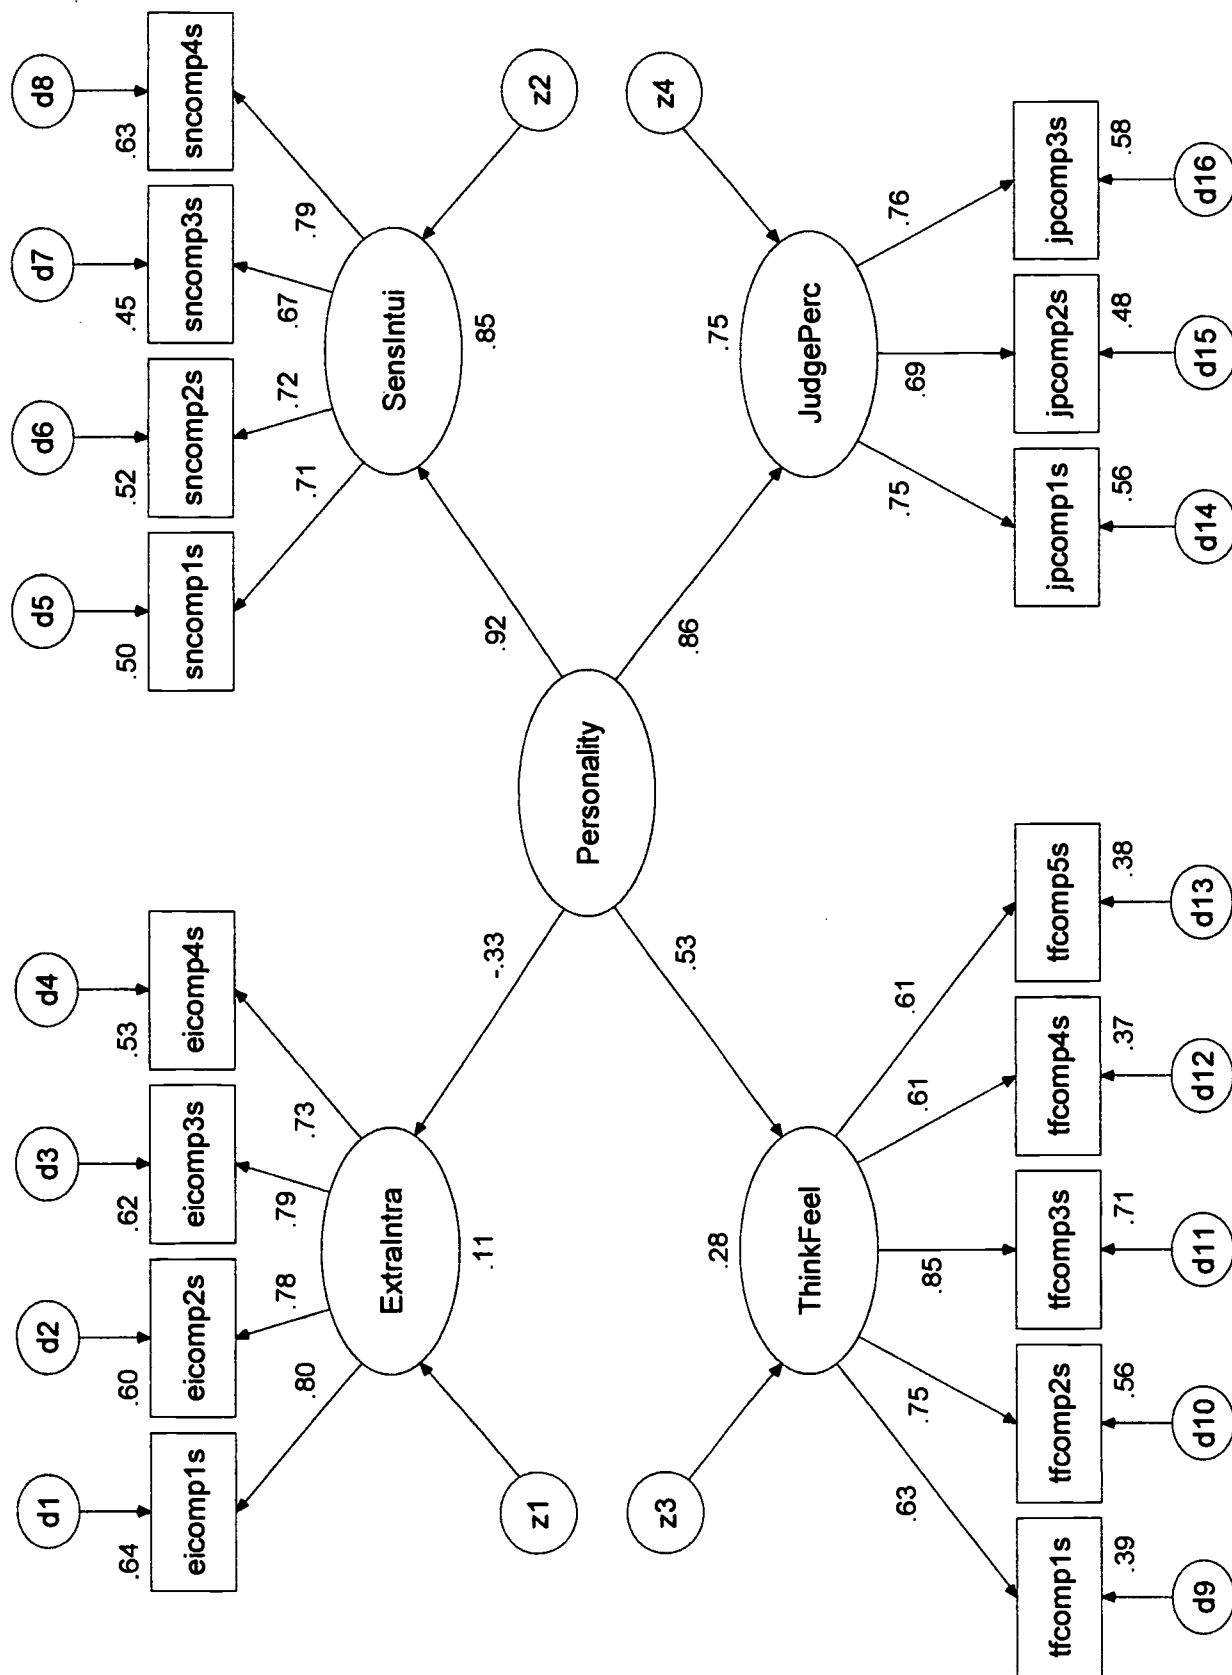 d1
d2
d3
d4
d5
d6
d7
d8
.64
.60
.62
.53
.50
.52
.45
.63
eicomp1s
eicomp2s
eicomp3s
eicomp4s
sncomp1s
sncomp2s
sncomp3s
sncomp4s
.80
.78
.79
.73
.71
.72
.67
.79
ExtraIntra
SensIntui
.11
.85
-.33
.92
z1
z2
Personality
z3
z4
.53
.86
.28
.75
ThinkFeel
JudgePerc
.63
.75
.85
.61
.61
.75
.69
.76
tfcomp1s
tfcomp2s
tfcomp3s
tfcomp4s
tfcomp5s
jpcomp1s
jpcomp2s
jpcomp3s
.39
.56
.71
.37
.38
.56
.48
.58
d9
d10
d11
d12
d13
d14
d15
d16